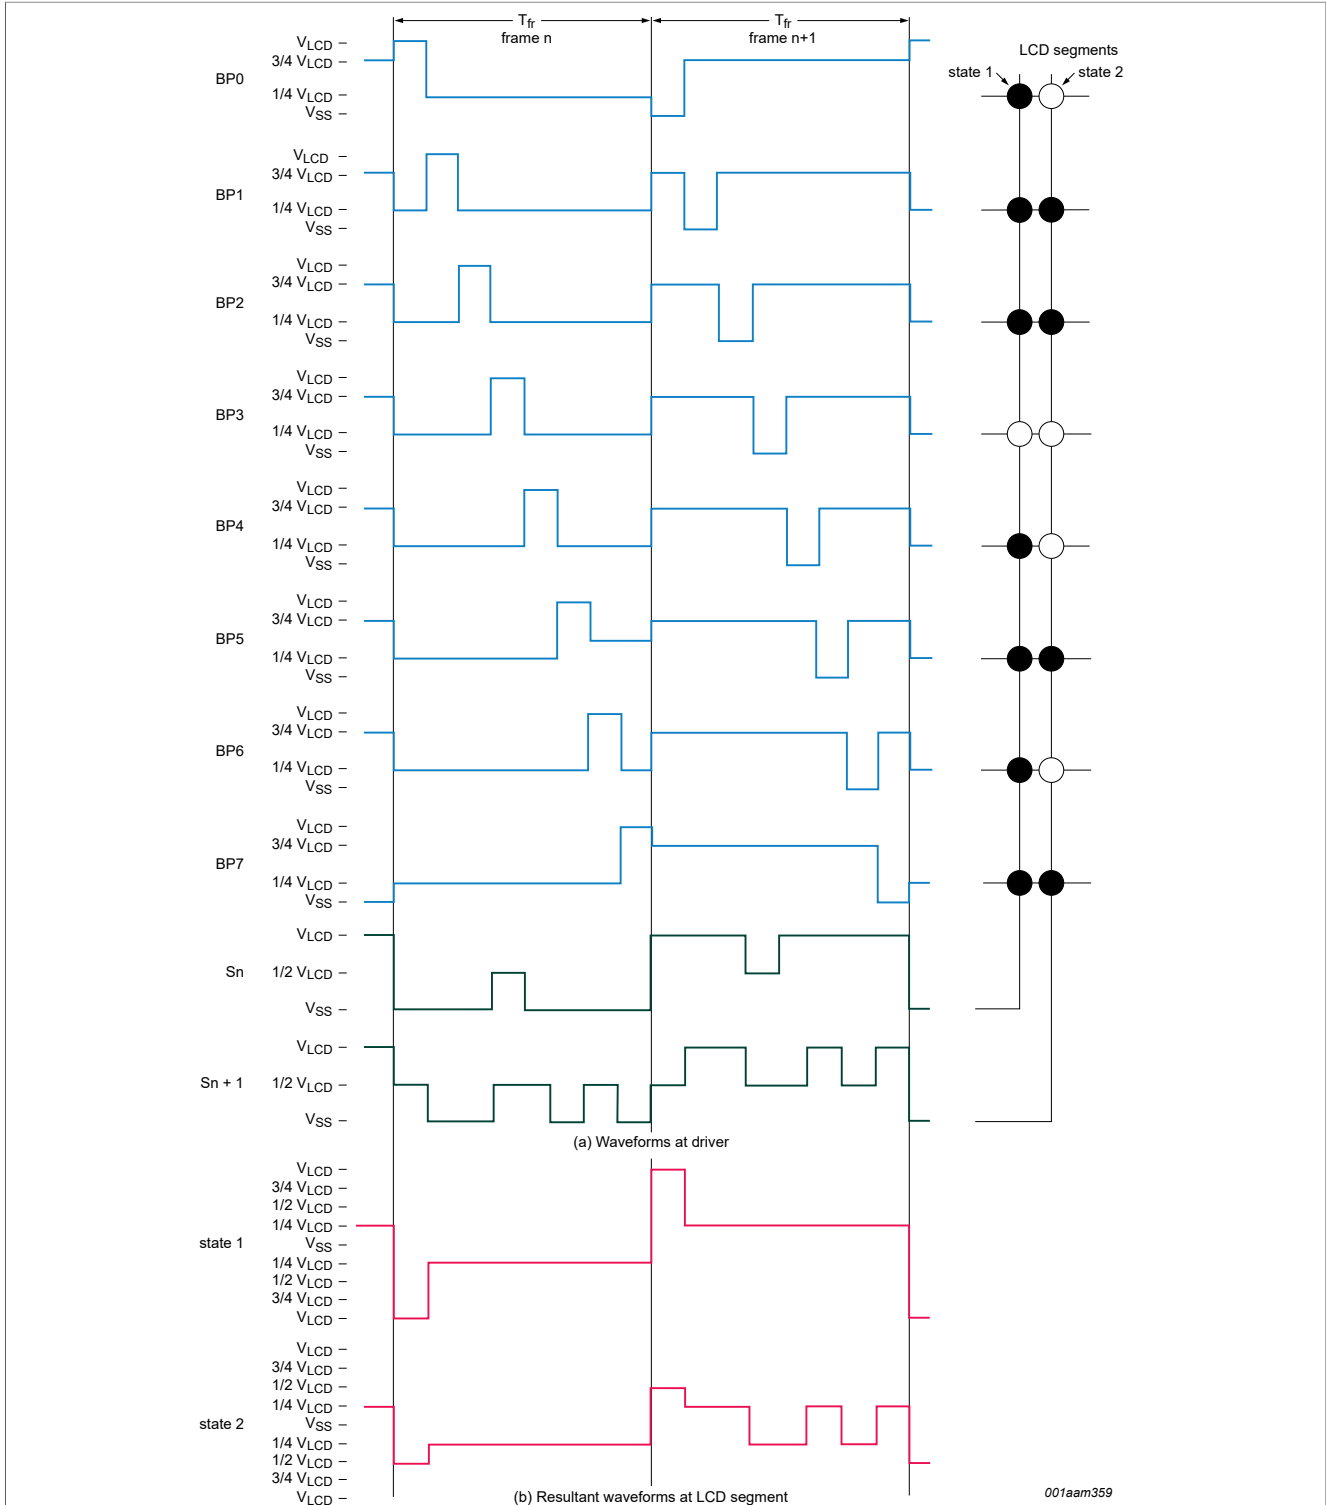 Tfr Tfr
frame n frame n+1
VLCD
3/4 VLCD
BP0
1/4 VLCD
VSS
LCD segments
state 1 state 2
VLCD
3/4 VLCD
BP1
1/4 VLCD
VSS
VLCD
3/4 VLCD
BP2
1/4 VLCD
VSS
VLCD
3/4 VLCD
BP3
1/4 VLCD
VSS
VLCD
3/4 VLCD
BP4
1/4 VLCD
VSS
VLCD
3/4 VLCD
BP5
1/4 VLCD
VSS
VLCD
3/4 VLCD
BP6
1/4 VLCD
VSS
VLCD
3/4 VLCD
BP7
1/4 VLCD
VSS
VLCD
Sn 1/2 VLCD
VSS
VLCD
Sn + 1 1/2 VLCD
VSS
(a) Waveforms at driver
VLCD
3/4 VLCD
1/2 VLCD
1/4 VLCD
state 1 VSS
1/4 VLCD
1/2 VLCD
3/4 VLCD
VLCD
VLCD
3/4 VLCD
1/2 VLCD
1/4 VLCD
state 2 VSS
1/4 VLCD
1/2 VLCD
3/4 VLCD
VLCD
(b) Resultant waveforms at LCD segment
001aam359